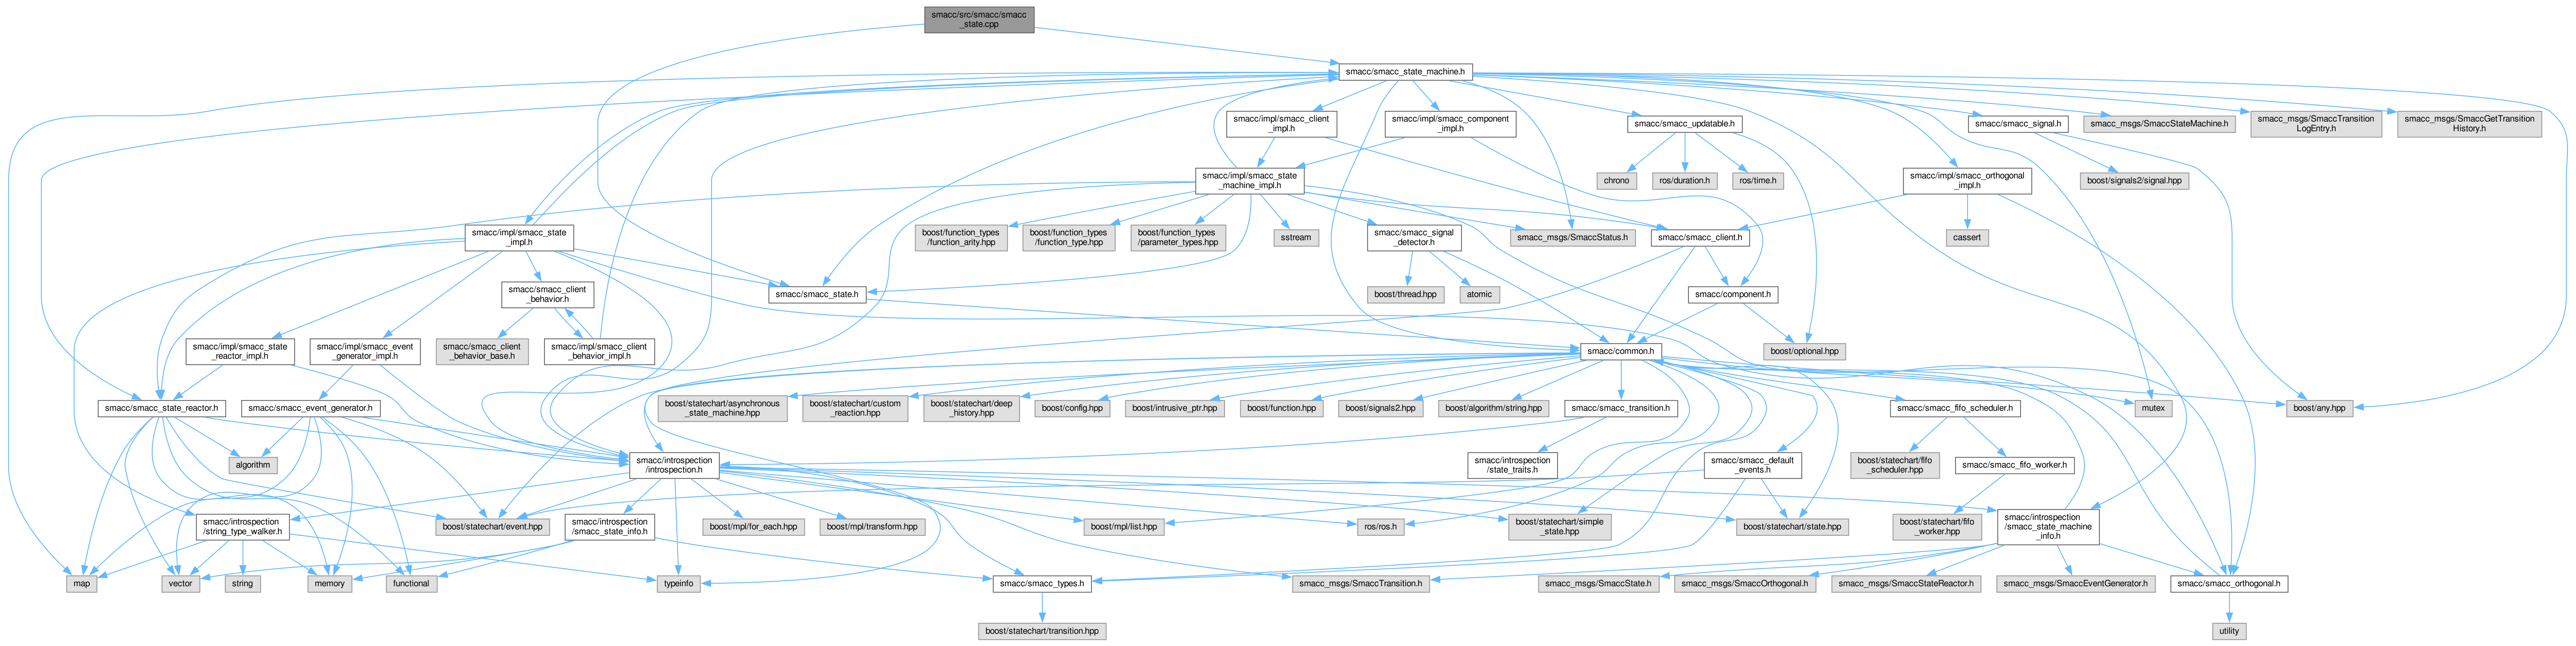 smacc/src/smacc/smacc
_state.cpp
smacc/smacc_state_machine.h
smacc/impl/smacc_client
_impl.h
smacc/impl/smacc_component
_impl.h
smacc/smacc_updatable.h
smacc/smacc_signal.h
smacc_msgs/SmaccStateMachine.h
smacc_msgs/SmaccTransition
LogEntry.h
smacc_msgs/SmaccGetTransition
History.h
smacc/impl/smacc_state
_machine_impl.h
chrono
ros/duration.h
ros/time.h
smacc/impl/smacc_orthogonal
_impl.h
boost/signals2/signal.hpp
smacc/impl/smacc_state
_impl.h
boost/function_types
/function_arity.hpp
boost/function_types
/function_type.hpp
boost/function_types
/parameter_types.hpp
sstream
smacc/smacc_signal
_detector.h
smacc_msgs/SmaccStatus.h
smacc/smacc_client.h
cassert
smacc/smacc_client
_behavior.h
smacc/smacc_state.h
boost/thread.hpp
atomic
smacc/component.h
smacc/impl/smacc_state
_reactor_impl.h
smacc/impl/smacc_event
_generator_impl.h
smacc/smacc_client
_behavior_base.h
smacc/impl/smacc_client
_behavior_impl.h
smacc/common.h
boost/optional.hpp
smacc/smacc_state_reactor.h
smacc/smacc_event_generator.h
boost/statechart/asynchronous
_state_machine.hpp
boost/statechart/custom
_reaction.hpp
boost/statechart/deep
_history.hpp
boost/config.hpp
boost/intrusive_ptr.hpp
boost/function.hpp
boost/signals2.hpp
boost/algorithm/string.hpp
smacc/smacc_transition.h
smacc/smacc_fifo_scheduler.h
mutex
boost/any.hpp
algorithm
smacc/introspection
/introspection.h
smacc/introspection
/state_traits.h
smacc/smacc_default
_events.h
boost/statechart/fifo
_scheduler.hpp
smacc/smacc_fifo_worker.h
smacc/introspection
/string_type_walker.h
boost/statechart/event.hpp
smacc/introspection
/smacc_state_info.h
boost/mpl/for_each.hpp
boost/mpl/transform.hpp
boost/mpl/list.hpp
ros/ros.h
boost/statechart/simple
_state.hpp
boost/statechart/state.hpp
boost/statechart/fifo
_worker.hpp
smacc/introspection
/smacc_state_machine
_info.h
map
vector
string
memory
functional
typeinfo
smacc/smacc_types.h
smacc_msgs/SmaccTransition.h
smacc_msgs/SmaccState.h
smacc_msgs/SmaccOrthogonal.h
smacc_msgs/SmaccStateReactor.h
smacc_msgs/SmaccEventGenerator.h
smacc/smacc_orthogonal.h
boost/statechart/transition.hpp
utility